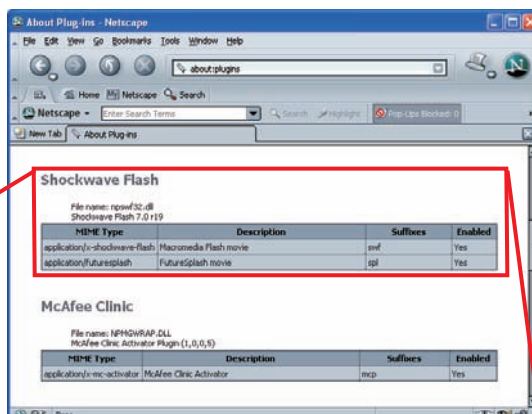 About Plug-ins - Netscape
File Edit View Go Bookmarks Tools Window Help
about:plugins
Home My Netscape Search
Netscape Enter Search Terms Search Highlight Pop-Ups Blocked: 0
New Tab About Plug-ins
Shockwave Flash
File name: npswf32.dll
Shockwave Flash 7.0 r19
MIME Type Description Suffixes Enabled
application/x-shockwave-flash Macromedia Flash movie swf Yes
application/futuresplash FutureSplash movie spl Yes
McAfee Clinic
File name: NPMGWRAP.DLL
McAfee Clinic Activator Plugin (1,0,0,5)
MIME Type Description Suffixes Enabled
application/x-mc-activator McAfee Clinic Activator mcp Yes